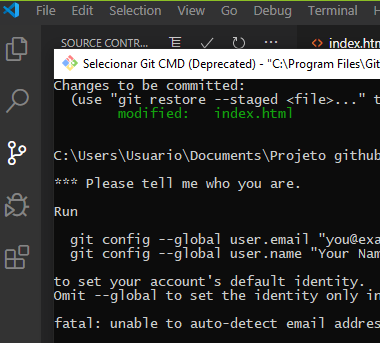 File Edit Selection View Go Run Terminal
SOURCE CONTR...
index.ht
Selecionar Git CMD (Deprecated) - "C:\Program Files\Git
Changes to be committed:
(use "git restore --staged <file>..." t
modified: index.html
C:\Users\Usuario\Documents\Projeto github
*** Please tell me who you are.
Run
git config --global user.email "you@exa
git config --global user.name "Your Nam
to set your account's default identity.
Omit --global to set the identity only in
fatal: unable to auto-detect email addres